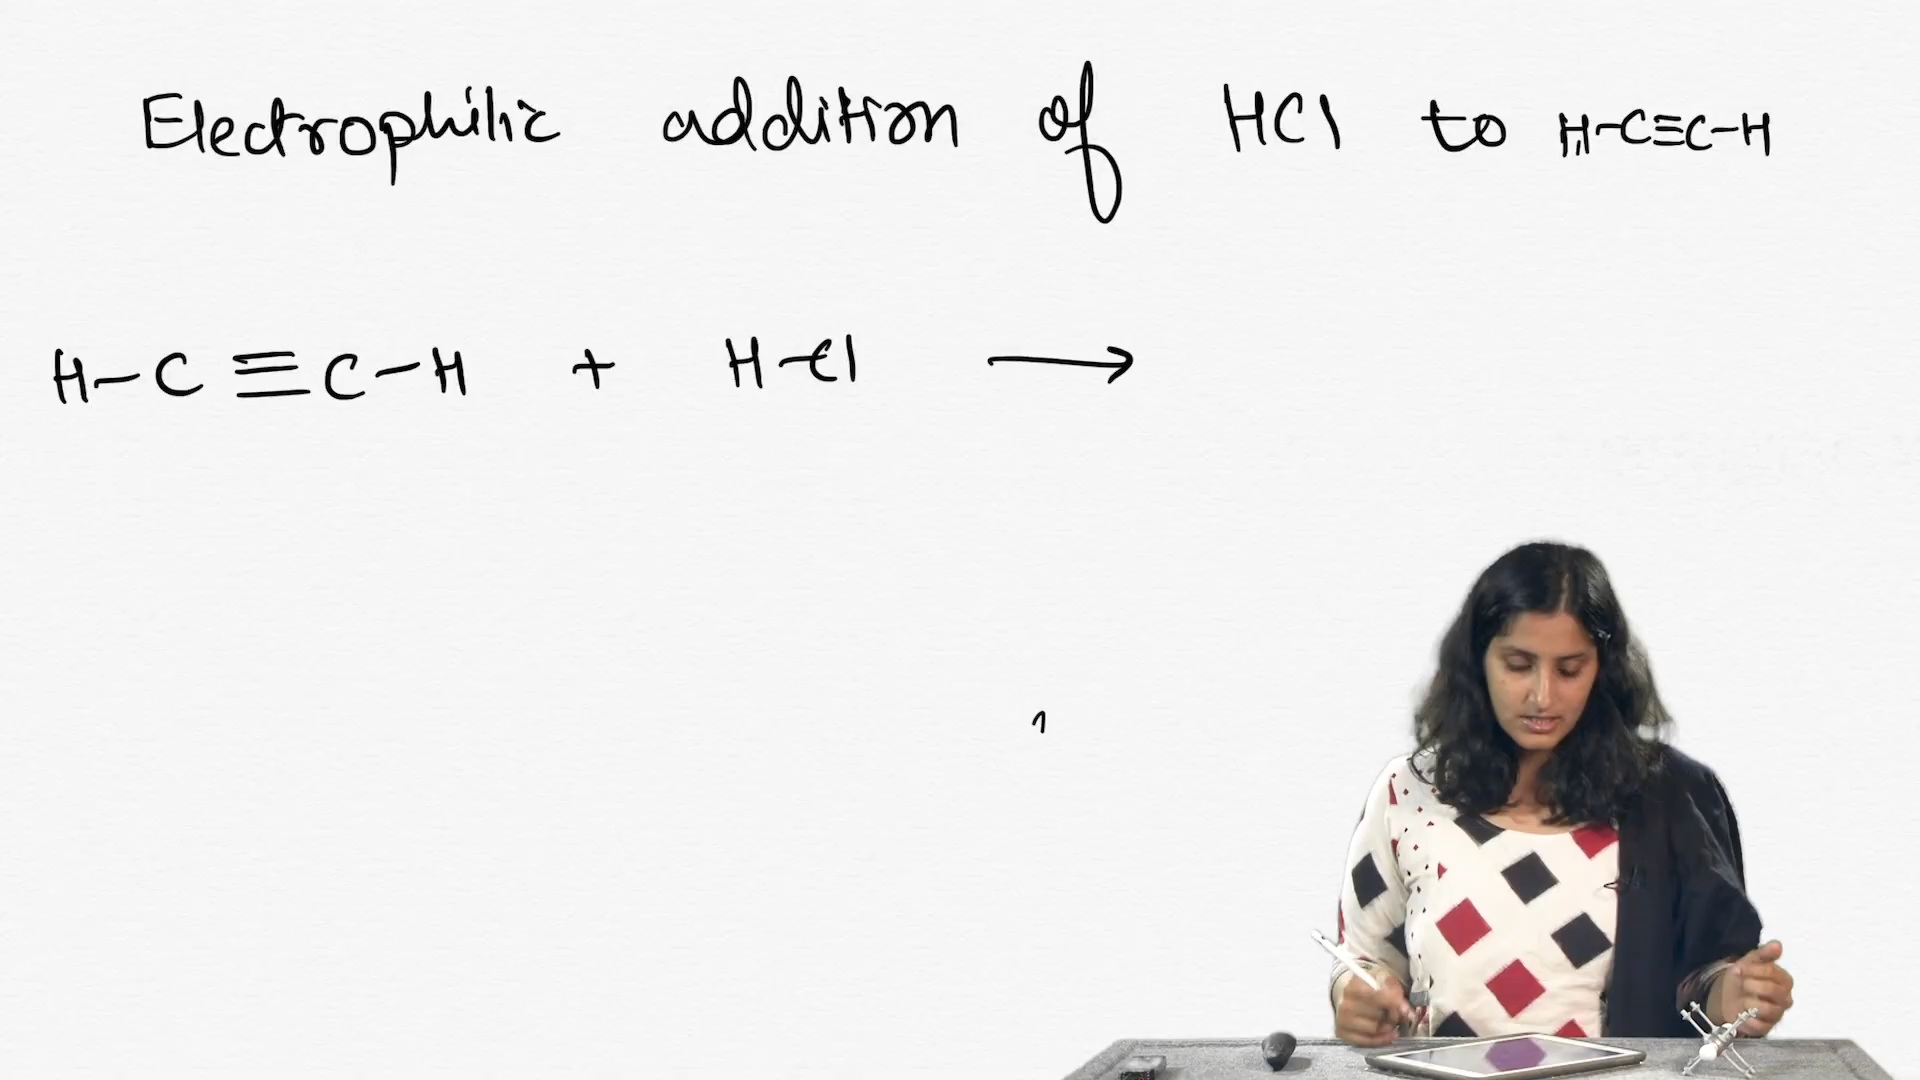 Electrophilic addition of HCl to H-C≡C-H
H-C≡C-H + H-Cl ⟶